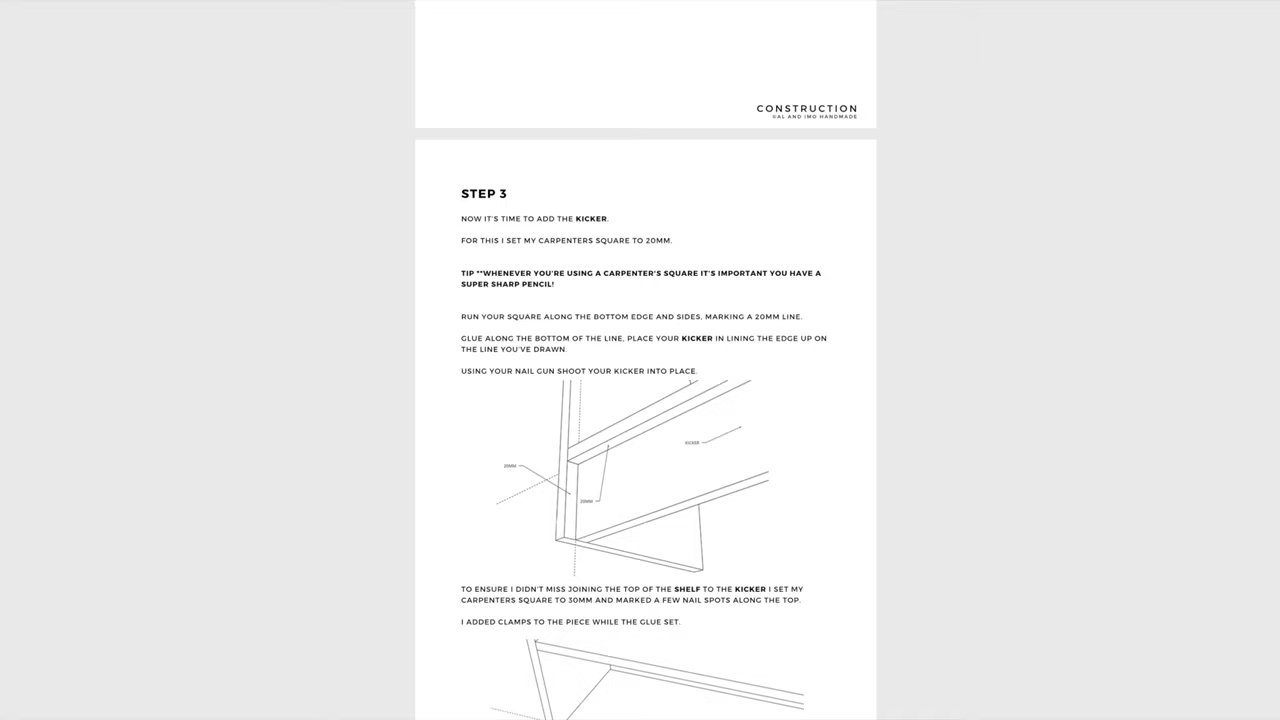 CONSTRUCTION
©AL AND IMO HANDMADE
STEP 3
NOW IT'S TIME TO ADD THE KICKER.
FOR THIS I SET MY CARPENTERS SQUARE TO 20MM.
TIP **WHENEVER YOU'RE USING A CARPENTER'S SQUARE IT'S IMPORTANT YOU HAVE A
SUPER SHARP PENCIL!
RUN YOUR SQUARE ALONG THE BOTTOM EDGE AND SIDES, MARKING A 20MM LINE.
GLUE ALONG THE BOTTOM OF THE LINE, PLACE YOUR KICKER IN LINING THE EDGE UP ON
THE LINE YOU'VE DRAWN.
USING YOUR NAIL GUN SHOOT YOUR KICKER INTO PLACE.
KICKER
20MM
20MM
TO ENSURE I DIDN'T MISS JOINING THE TOP OF THE SHELF TO THE KICKER I SET MY
CARPENTERS SQUARE TO 30MM AND MARKED A FEW NAIL SPOTS ALONG THE TOP.
I ADDED CLAMPS TO THE PIECE WHILE THE GLUE SET.